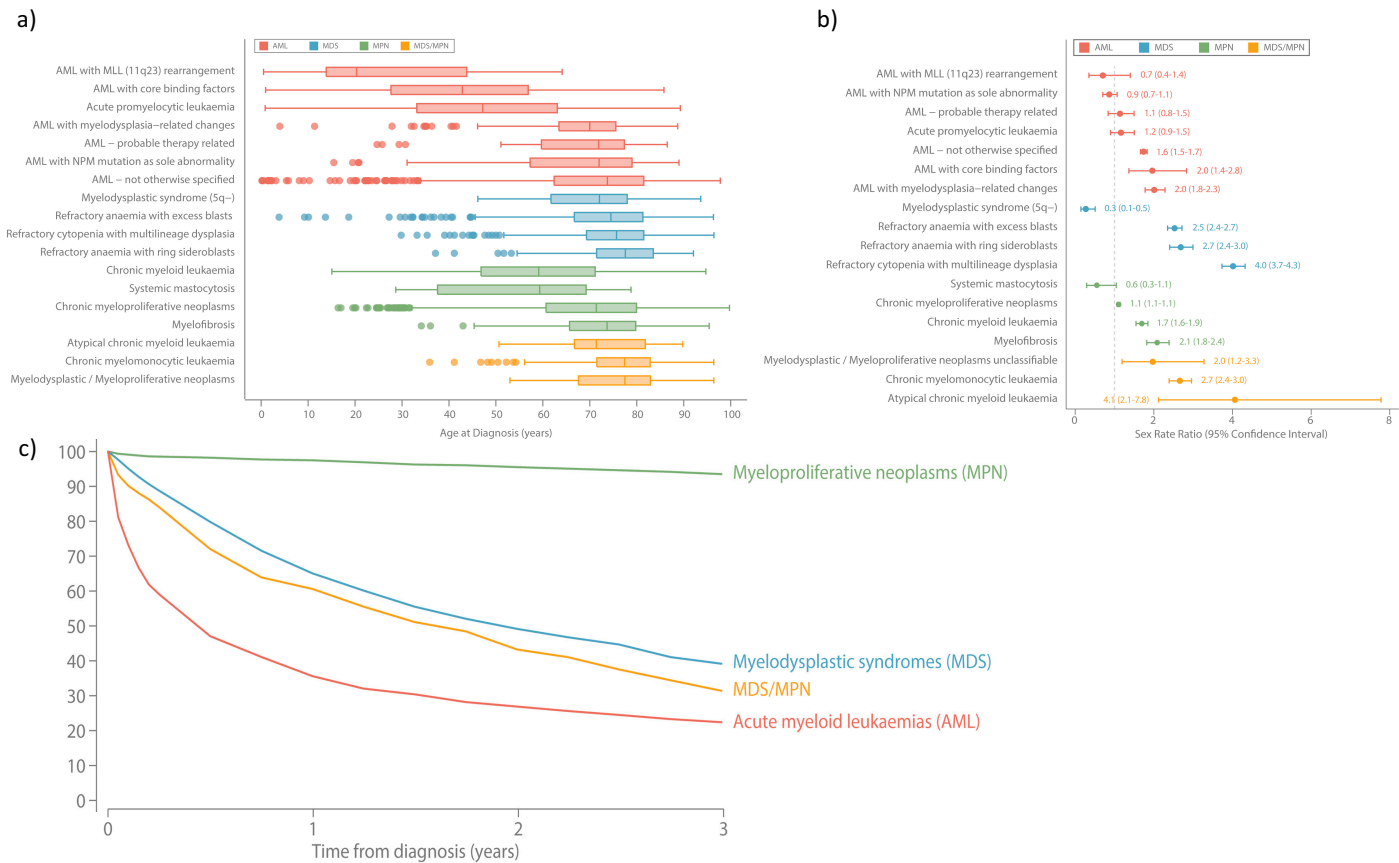 a)
AML MDS MPN MDS/MPN
AML with MLL (11q23) rearrangement
AML with core binding factors
Acute promyelocytic leukaemia
AML with myelodysplasia−related changes
AML − probable therapy related
AML with NPM mutation as sole abnormality
AML − not otherwise specified
Myelodysplastic syndrome (5q−)
Refractory anaemia with excess blasts
Refractory cytopenia with multilineage dysplasia
Refractory anaemia with ring sideroblasts
Chronic myeloid leukaemia
Systemic mastocytosis
Chronic myeloproliferative neoplasms
Myelofibrosis
Atypical chronic myeloid leukaemia
Chronic myelomonocytic leukaemia
Melodysplastic / Myeloproliferative neoplasms
0 10 20 30 40 50 60 70 80 90 100
Age at Diagnosis (years)
b)
AML MDS MPN MDS/MPN
AML with MLL (11q23) rearrangement 0.7 (0.4-1.4)
AML with NPM mutation as sole abnormality 0.9 (0.7-1.1)
AML − probable therapy related 1.1 (0.8-1.5)
Acute promyelocytic leukaemia 1.2 (0.9-1.5)
AML − not otherwise specified 1.6 (1.5-1.7)
AML with core binding factors 2.0 (1.4-2.8)
AML with myelodysplasia−related changes 2.0 (1.8-2.3)
Myelodysplastic syndrome (5q−) 0.3 (0.1-0.5)
Refractory anaemia with excess blasts 2.5 (2.4-2.7)
Refractory anaemia with ring sideroblasts 2.7 (2.4-3.0)
Refractory cytopenia with multilineage dysplasia 4.0 (3.7-4.3)
Systemic mastocytosis 0.6 (0.3-1.1)
Chronic myeloproliferative neoplasms 1.1 (1.1-1.1)
Chronic myeloid leukaemia 1.7 (1.6-1.9)
Myelofibrosis 2.1 (1.8-2.4)
Melodysplastic / Myeloproliferative neoplasms unclassifiable 2.0 (1.2-3.3)
Chronic myelomonocytic leukaemia 2.7 (2.4-3.0)
Atypical chronic myeloid leukaemia 4.1 (2.1-7.8)
0 2 4 6 8
Sex Rate Ratio (95% Confidence Interval)
c)
100
90
80
70
60
50
40
30
20
10
0
Myeloproliferative neoplasms (MPN)
Myelodysplastic syndromes (MDS)
MDS/MPN
Acute myeloid leukaemias (AML)
0 1 2 3
Time from diagnosis (years)